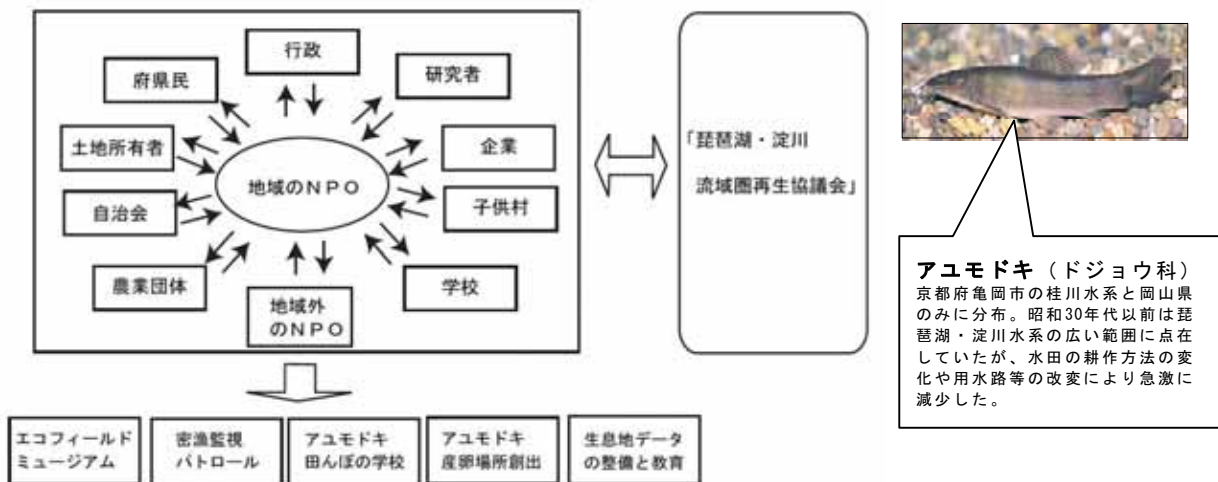 行政
府県民
研究者
土地所有者
企業
地域のNPO
自治会
子供村
農業団体
学校
地域外
のNPO
「琵琶湖・淀川
流域圏再生協議会」
アユモドキ(ドジョウ科)
京都府亀岡市の桂川水系と岡山県
のみに分布。昭和30年代以前は琵
琶湖・淀川水系の広い範囲に点在
していたが、水田の耕作方法の変
化や用水路等の改変により急激に
減少した。
エコフィールド
ミュージアム
密漁監視
パトロール
アユモドキ
田んぼの学校
アユモドキ
産卵場所創出
生息地データ
の整備と教育